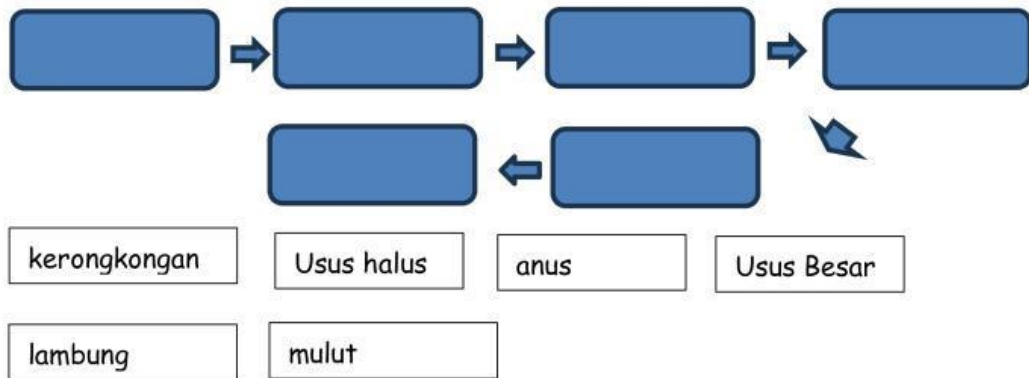 kerongkongan
Usus halus
anus
Usus Besar
lambung
mulut